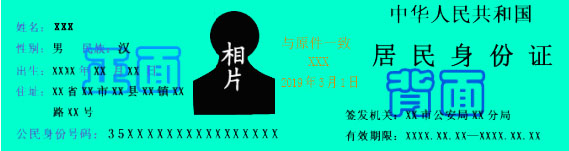 姓名: XXX
性别: 男 民族: 汉
出生: XXXX 年 XX 月 XX 日
住址: XX 省 XX 市 XX 县 XX 镇 XX
路 XX 号
公民身份号码: 35XXXXXXXXXXXXXXXX
正面
相片
与原件一致
XXX
2019年3月1日
中华人民共和国
居民身份证
背面
签发机关: XX 市公安局 XX 分局
有效期限: XXXX.XX.XX—XXXX.XX.XX